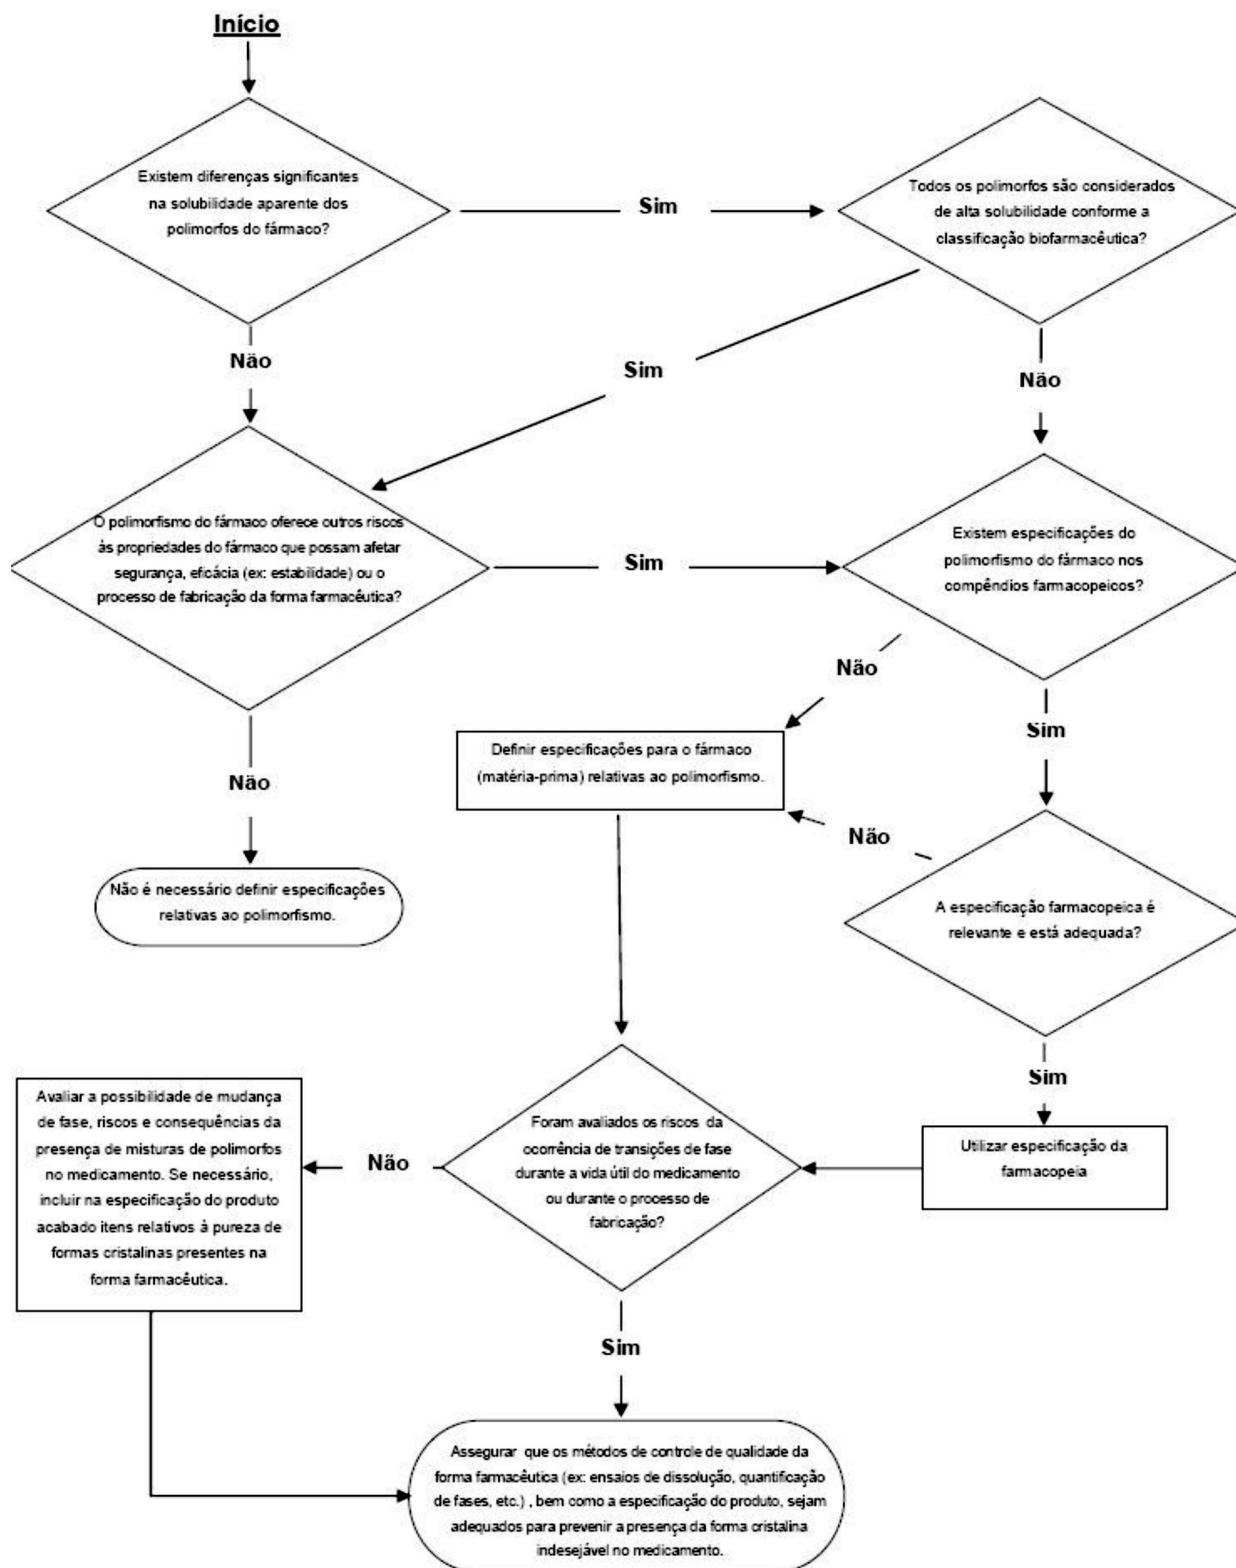 Início
Existem diferenças significantes
na solubilidade aparente dos
polimorfos do fármaco?
Sim
Todos os polimorfos são considerados
de alta solubilidade conforme a
classificação biofarmacêutica?
Não
Sim
Não
O polimorfismo do fármaco oferece outros riscos
às propriedades do fármaco que possam afetar
segurança, eficácia (ex: estabilidade) ou o
processo de fabricação da forma farmacêutica?
Sim
Existem especificações do
polimorfismo do fármaco nos
compêndios farmacopeicos?
Não
Sim
Definir especificações para o fármaco
(matéria-prima) relativas ao polimorfismo.
Não
Não
Não é necessário definir especificações
relativas ao polimorfismo.
A especificação farmacopeica é
relevante e está adequada?
Sim
Avaliar a possibilidade de mudança
de fase, riscos e consequências da
presença de misturas de polimorfos
no medicamento. Se necessário,
incluir na especificação do produto
acabado itens relativos à pureza de
formas cristalinas presentes na
forma farmacêutica.
Não
Foram avaliados os riscos da
ocorrência de transições de fase
durante a vida útil do medicamento
ou durante o processo de
fabricação?
Utilizar especificação da
farmacopeia
Sim
Assegurar que os métodos de controle de qualidade da
forma farmacêutica (ex: ensaios de dissolução, quantificação
de fases, etc.) , bem como a especificação do produto, sejam
adequados para prevenir a presença da forma cristalina
indesejável no medicamento.